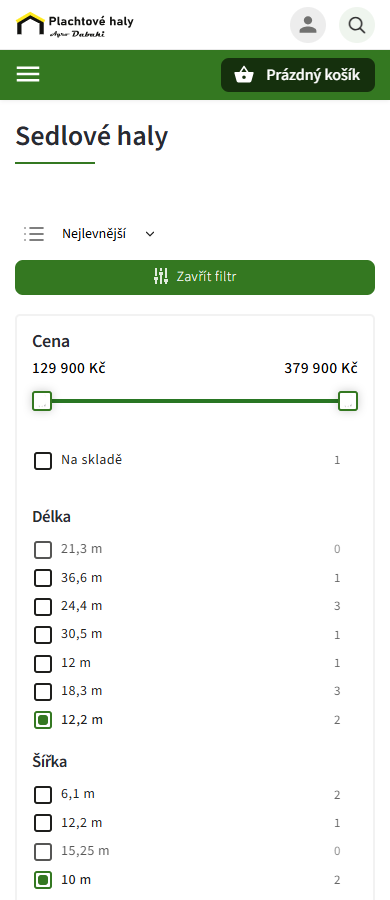 Plachtové haly
Agro Dabaki
Prázdný košík
Sedlové haly
Nejlevnější
Zavřít filtr
Cena
129 900 Kč 379 900 Kč
Na skladě 1
Délka
21,3 m 0
36,6 m 1
24,4 m 3
30,5 m 1
12 m 1
18,3 m 3
12,2 m 2
Šířka
6,1 m 2
12,2 m 1
15,25 m 0
10 m 2